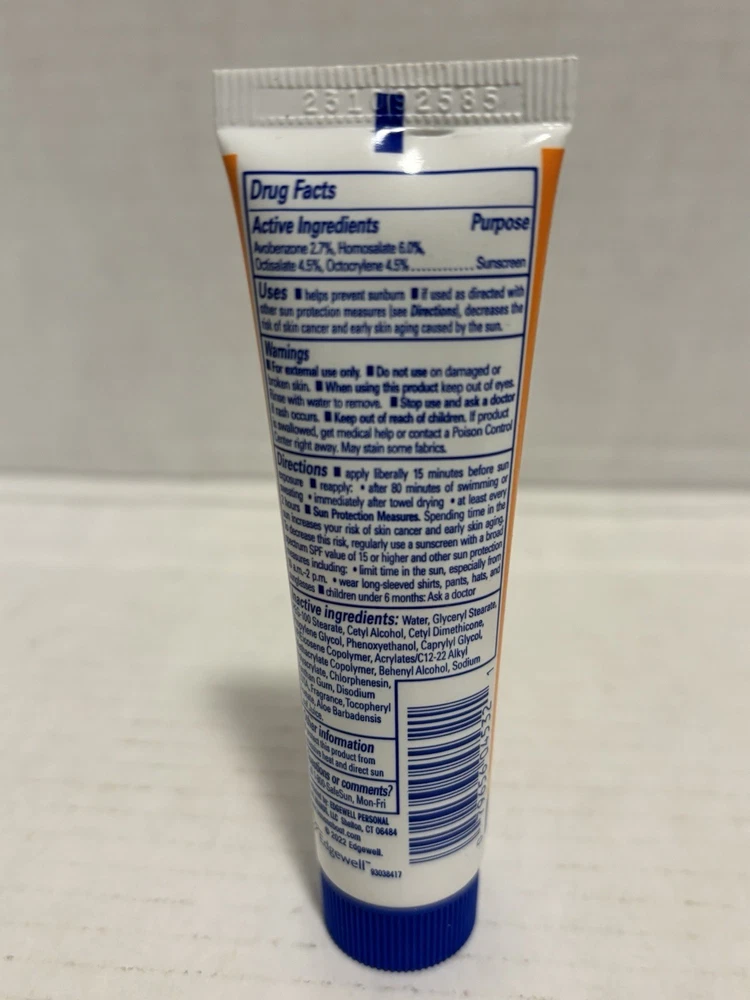 Drug Facts
Active Ingredients Purpose
Avobenzone 2.7%, Homosalate 6.0%,
Octisalate 4.5%, Octocrylene 4.5%............Sunscreen
Uses ■ helps prevent sunburn ■ if used as directed with
other sun protection measures (see Directions), decreases the
risk of skin cancer and early skin aging caused by the sun.
Warnings
■ For external use only. ■ Do not use on damaged or
broken skin. ■ When using this product keep out of eyes.
Rinse with water to remove. ■ Stop use and ask a doctor
if rash occurs. ■ Keep out of reach of children. If product
is swallowed, get medical help or contact a Poison Control
Center right away. May stain some fabrics.
Directions ■ apply liberally 15 minutes before sun
exposure ■ reapply: • after 80 minutes of swimming or
sweating • immediately after towel drying • at least every
hours ■ Sun Protection Measures. Spending time in the
increases your risk of skin cancer and early skin aging.
decrease this risk, regularly use a sunscreen with a broad
spectrum SPF value of 15 or higher and other sun protection
including: • limit time in the sun, especially from
a.m.-2 p.m. • wear long-sleeved shirts, pants, hats, and
■ children under 6 months: Ask a doctor
active ingredients: Water, Glyceryl Stearate,
-100 Stearate, Cetyl Alcohol, Cetyl Dimethicone,
Glycol, Phenoxyethanol, Caprylyl Glycol,
Copolymer, Acrylates/C12-22 Alkyl
Copolymer, Behenyl Alcohol, Sodium
Chlorphenesin,
Gum, Disodium
Fragrance, Tocopheryl
Aloe Barbadensis
Juice.
information
this product from
heat and direct sun
or comments?
SafeSun, Mon-Fri
EDGEWELL PERSONAL
LLC Shelton, CT 06484
© 2022 Edgewell.
Edgewell™
93038417